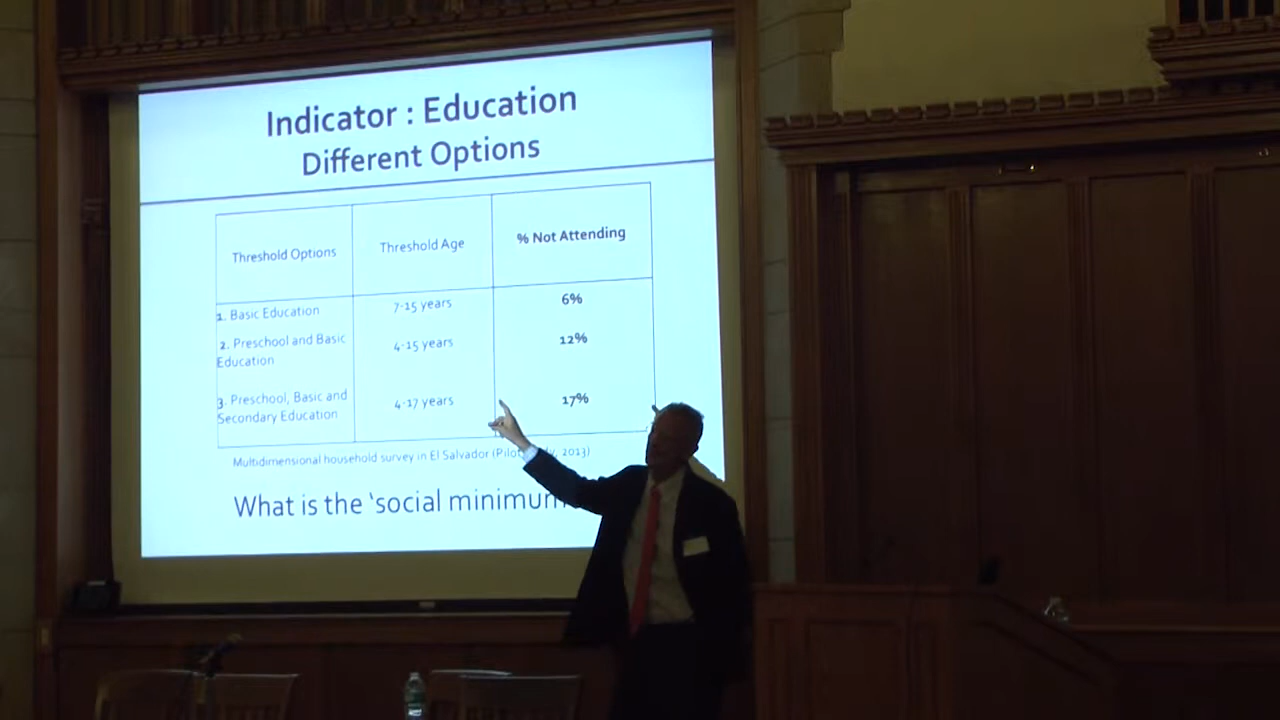 Indicator : Education
Different Options
Threshold Options
Threshold Age
% Not Attending
1. Basic Education
7-15 years
6%
2. Preschool and Basic
Education
4-15 years
12%
3. Preschool, Basic and
Secondary Education
4-17 years
17%
Multidimensional household survey in El Salvador (Pilot 2013)
What is the 'social minimum